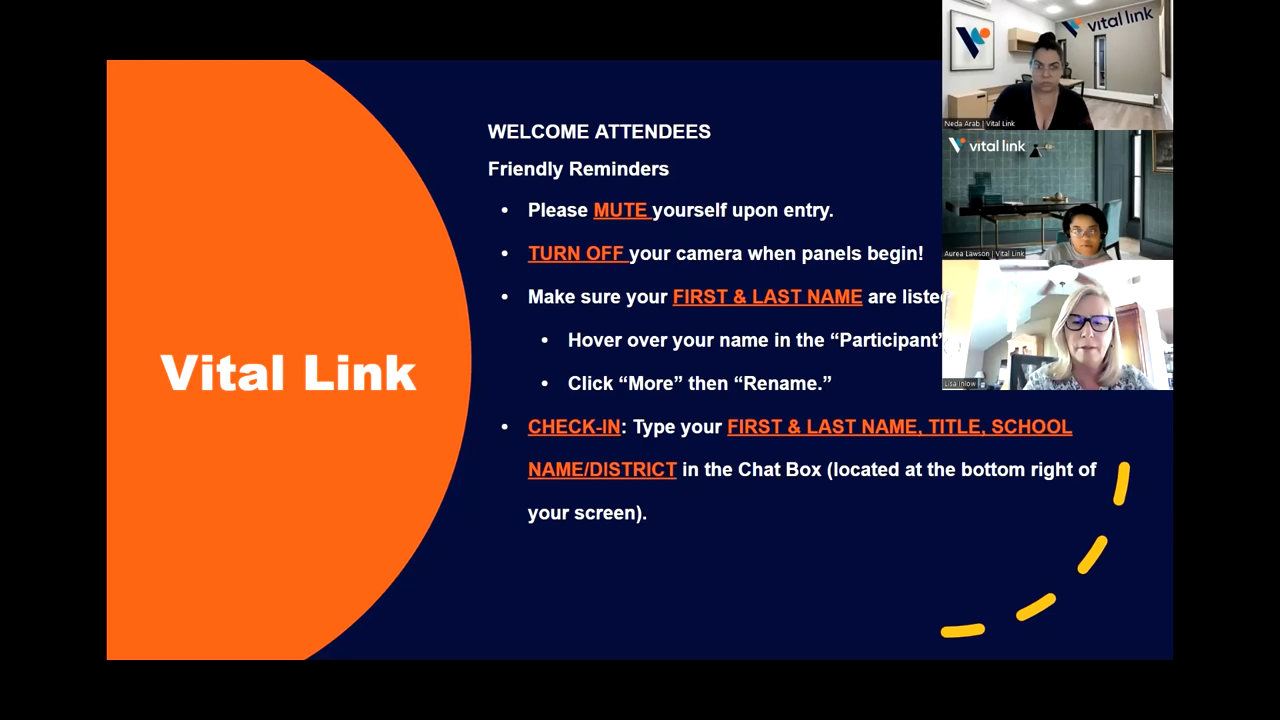 WELCOME ATTENDEES
Friendly Reminders
• Please MUTE yourself upon entry.
• TURN OFF your camera when panels begin!
• Make sure your FIRST & LAST NAME are liste
• Hover over your name in the “Participant”
• Click “More” then “Rename.”
• CHECK-IN: Type your FIRST & LAST NAME, TITLE, SCHOOL
NAME/DISTRICT in the Chat Box (located at the bottom right of
your screen).
Vital Link
vital link
Neda Arab | Vital Link
vital link
Aurea Lawson | Vital Link
Lisa Inlow